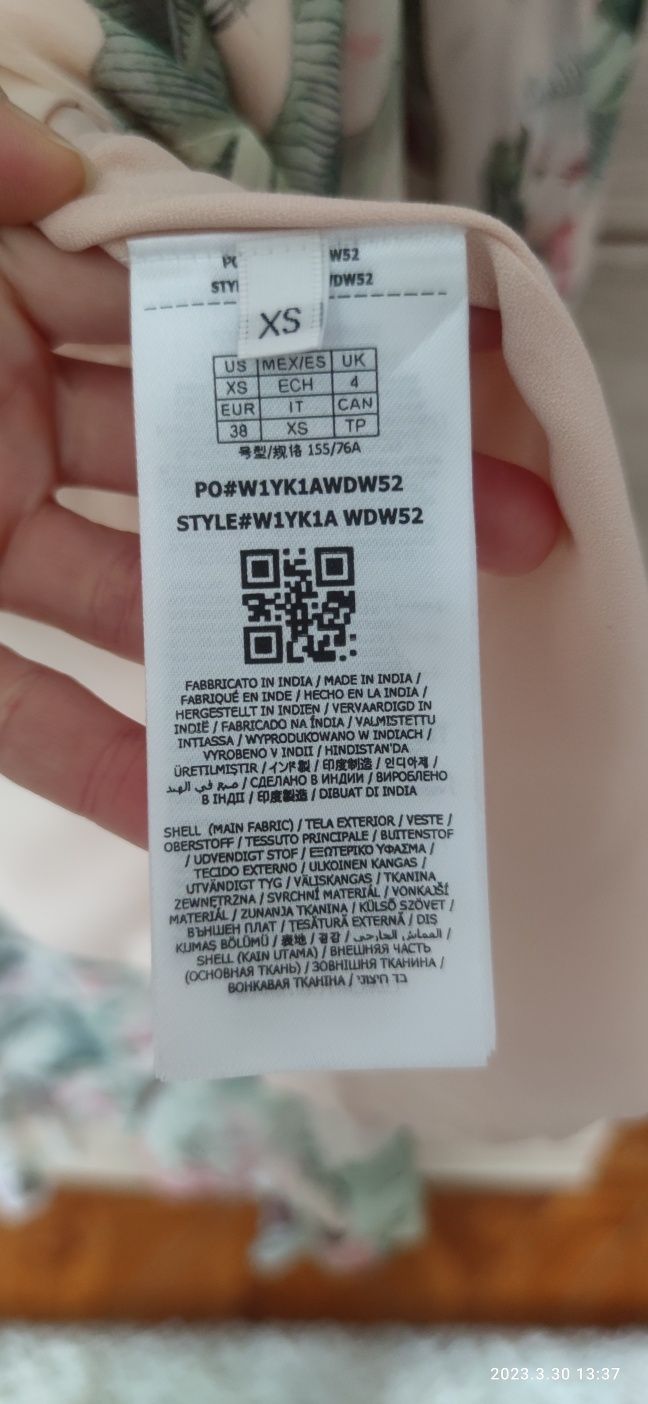 W52
STY WDW52
XS
US MEX/ES UK
XS ECH 4
EUR IT CAN
38 XS TP
号型/规格 155/76A
PO#W1YK1AWDW52
STYLE#W1YK1A WDW52
FABBRICATO IN INDIA / MADE IN INDIA /
FABRIQUÉ EN INDE / HECHO EN LA INDIA /
HERGESTELLT IN INDIEN / VERVAARDIGD IN
INDIË / FABRICADO NA ÍNDIA / VALMISTETTU
INTIASSA / WYPRODUKOWANO W INDIACH /
VYROBENO V INDII / HINDISTAN'DA
ÜRETILMIŞTIR / インド製 / 印度制造 / 인디아제 /
صنع في الهند / СДЕЛАНО В ИНДИИ / ВИРОБЛЕНО
В ІНДІЇ / 印度製造 / DIBUAT DI INDIA
SHELL (MAIN FABRIC) / TELA EXTERIOR / VESTE /
OBERSTOFF / TESSUTO PRINCIPALE / BUITENSTOF
/ UDVENDIGT STOF / ΕΞΩΤΕΡΙΚΟ ΥΦΑΣΜΑ /
TECIDO EXTERNO / ULKOINEN KANGAS /
UTVÄNDIGT TYG / VÄLISKANGAS / TKANINA
ZEWNĘTRZNA / SVRCHNÍ MATERIÁL / VONKAJŠÍ
MATERIÁL / ZUNANJA TKANINA / KÜLSŐ SZÖVET /
ВЪНШЕН ПЛАТ / ȚESĂTURĂ EXTERNĂ / DIŞ
KUMAŞ BÖLÜMÜ / 表地 / 겉감 / القماش الخارجي /
SHELL (KAIN UTAMA) / ВНЕШНЯЯ ЧАСТЬ
(ОСНОВНАЯ ТКАНЬ) / ЗОВНІШНЯ ТКАНИНА /
ВОНКАВАЯ ТКАНІНА / בד חיצוני
2023.3.30 13:37